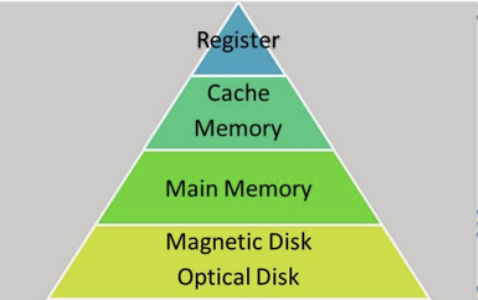 Register
Cache
Memory
Main Memory
Magnetic Disk
Optical Disk